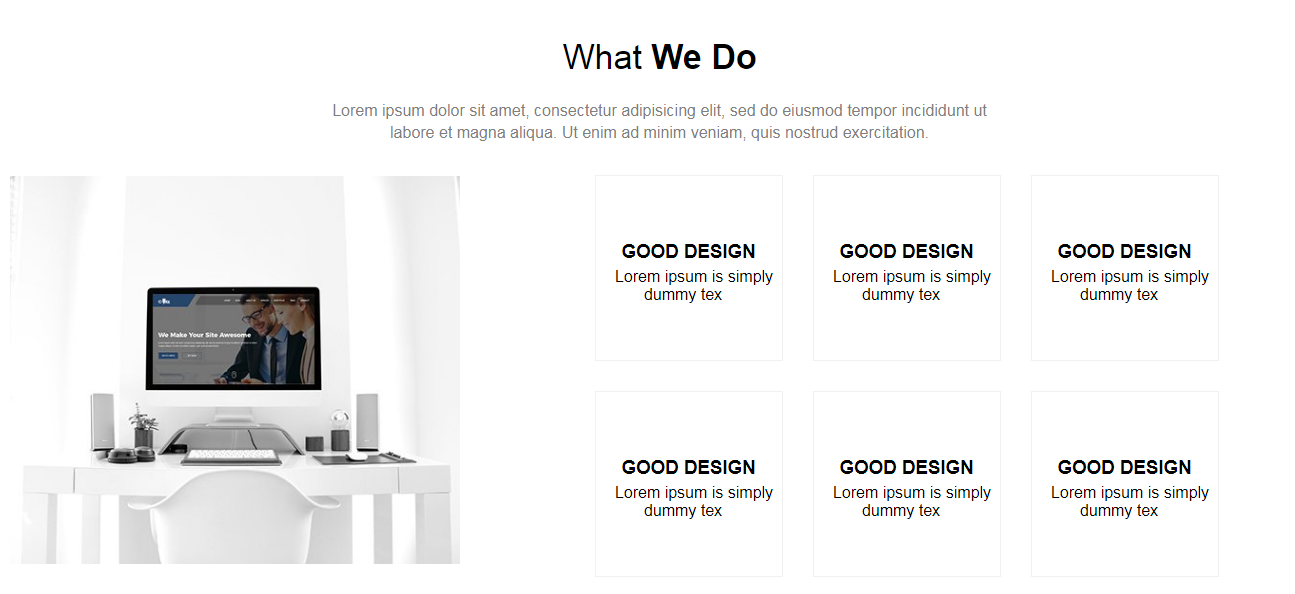 What We Do
Lorem ipsum dolor sit amet, consectetur adipisicing elit, sed do eiusmod tempor incididunt ut
labore et magna aliqua. Ut enim ad minim veniam, quis nostrud exercitation.
We Make Your Site Awesome
GOOD DESIGN
Lorem ipsum is simply
dummy tex
GOOD DESIGN
Lorem ipsum is simply
dummy tex
GOOD DESIGN
Lorem ipsum is simply
dummy tex
GOOD DESIGN
Lorem ipsum is simply
dummy tex
GOOD DESIGN
Lorem ipsum is simply
dummy tex
GOOD DESIGN
Lorem ipsum is simply
dummy tex